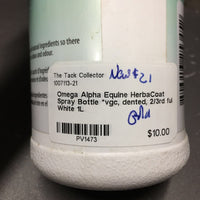 ural ingredients so there
The Tack Collector
1007113-21
New $21
Omega Alpha Equine HerbaCoat
Spray Bottle *vgc, dented, 2/3rd ful
White 1L
PV1473
$10.00